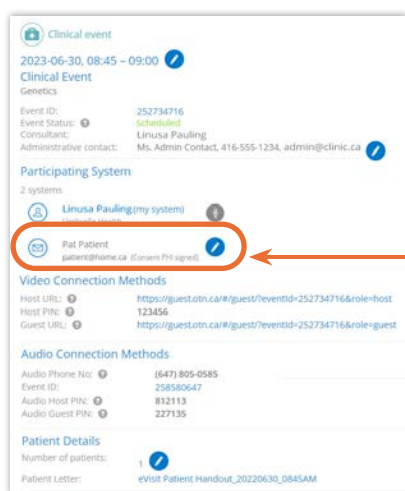 Clinical event
2023-06-30, 08:45 – 09:00
Clinical Event
Genetics
Event ID: 252734716
Event Status: Scheduled
Consultant: Linusa Pauling
Administrative contact: Ms. Admin Contact, 416-555-1234, admin@clinic.ca
Participating System
2 systems
Linusa Pauling (my system)
Umbrella Health
Pat Patient
patient@home.ca (Consent PHI signed)
Video Connection Methods
Host URL: https://guest.otn.ca/#/guest/?eventId=252734716&role=host
Host PIN: 123456
Guest URL: https://guest.otn.ca/#/guest/?eventId=252734716&role=guest
Audio Connection Methods
Audio Phone No: (647) 805-0585
Event ID: 258580647
Audio Host PIN: 812113
Audio Guest PIN: 227135
Patient Details
Number of patients: 1
Patient Letter: eVisit Patient Handout_20220630_0845AM